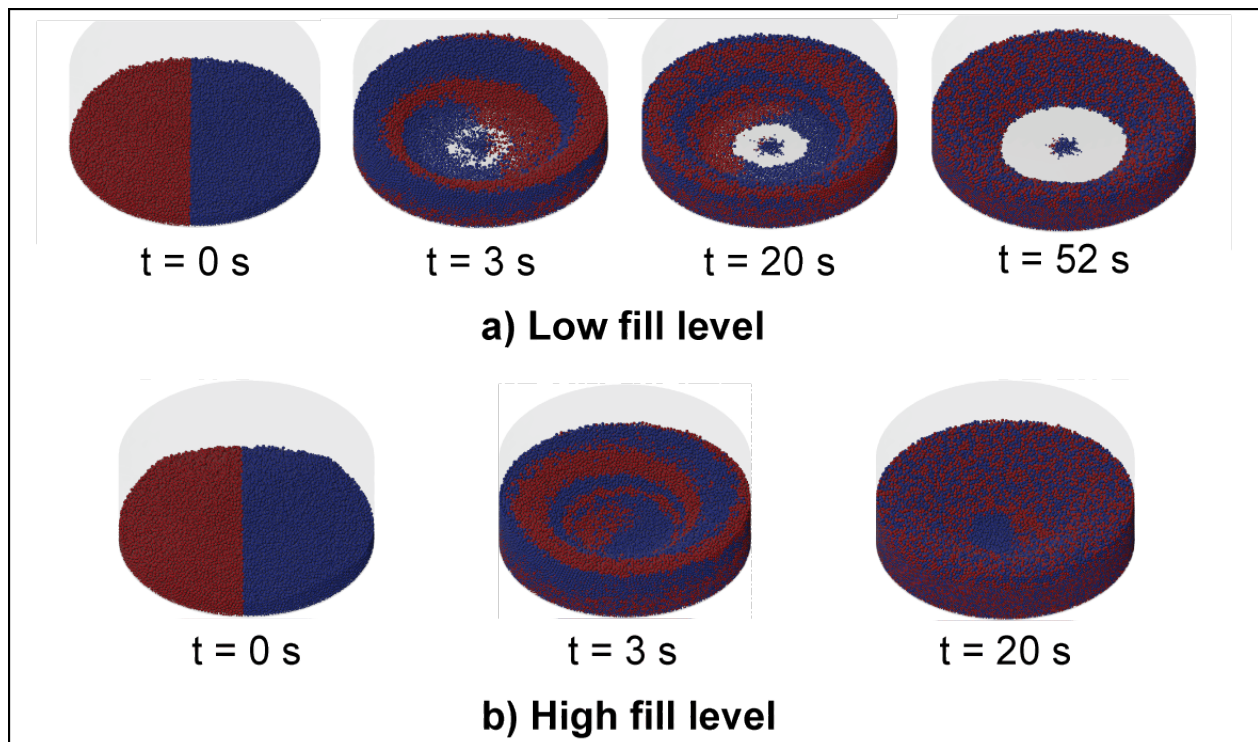 t = 0 s
t = 3 s
t = 20 s
t = 52 s
a) Low fill level
t = 0 s
t = 3 s
t = 20 s
b) High fill level